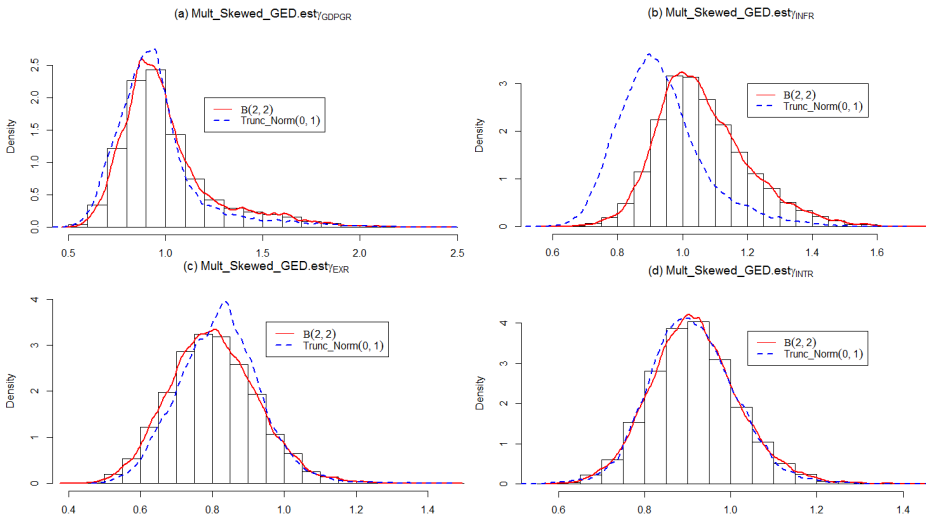 (a) Mult_Skewed_GED.estγGDPGR
Density
0.0 0.5 1.0 1.5 2.0 2.5
B(2, 2)
Trunc_Norm(0, 1)
0.5 1.0 1.5 2.0 2.5
(b) Mult_Skewed_GED.estγINFR
Density
0 1 2 3
B(2, 2)
Trunc_Norm(0, 1)
0.6 0.8 1.0 1.2 1.4 1.6
(c) Mult_Skewed_GED.estγEXR
Density
0 1 2 3 4
B(2, 2)
Trunc_Norm(0, 1)
0.4 0.6 0.8 1.0 1.2 1.4
(d) Mult_Skewed_GED.estγINTR
Density
0 1 2 3 4
B(2, 2)
Trunc_Norm(0, 1)
0.6 0.8 1.0 1.2 1.4